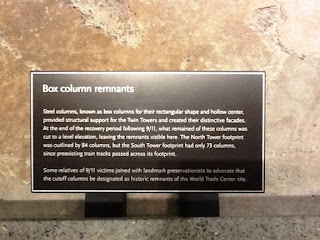 Box column remnants
Steel columns, known as box columns for their rectangular shape and hollow center,
provided structural support for the Twin Towers and created their distinctive facades.
At the end of the recovery period following 9/11, what remained of these columns was
cut to a level elevation, leaving the remnants visible here. The North Tower footprint
was outlined by 84 columns, but the South Tower footprint had only 73 columns,
since preexisting train tracks passed across its footprint.
Some relatives of 9/11 victims joined with landmark preservationists to advocate that
the cutoff columns be designated as historic remnants of the World Trade Center site.